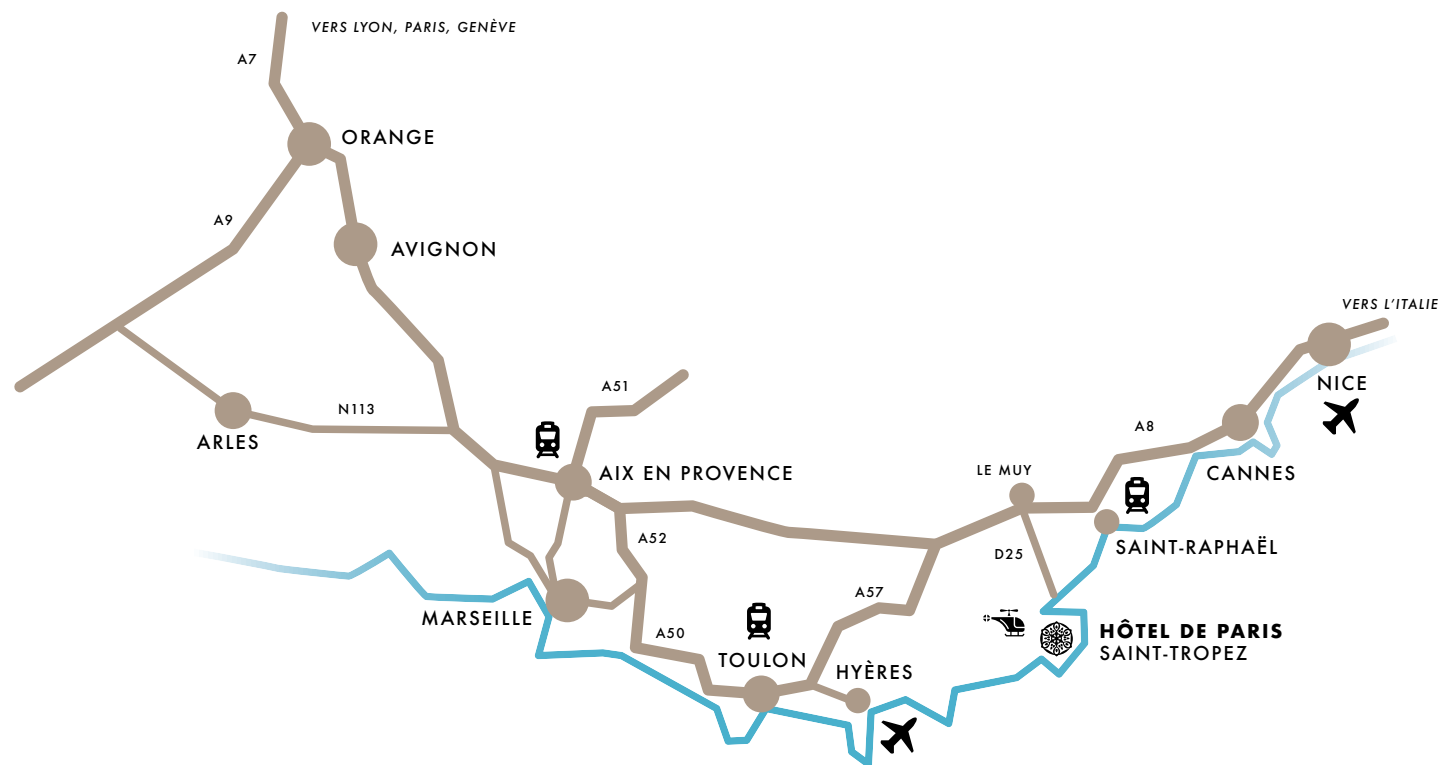 VERS LYON, PARIS, GENÈVE
A7
ORANGE
A9
AVIGNON
VERS L'ITALIE
NICE
A51
N113
ARLES
A8
CANNES
AIX EN PROVENCE
LE MUY
A52
D25
SAINT-RAPHAËL
A57
MARSEILLE
A50
HÔTEL DE PARIS
SAINT-TROPEZ
TOULON
HYÈRES